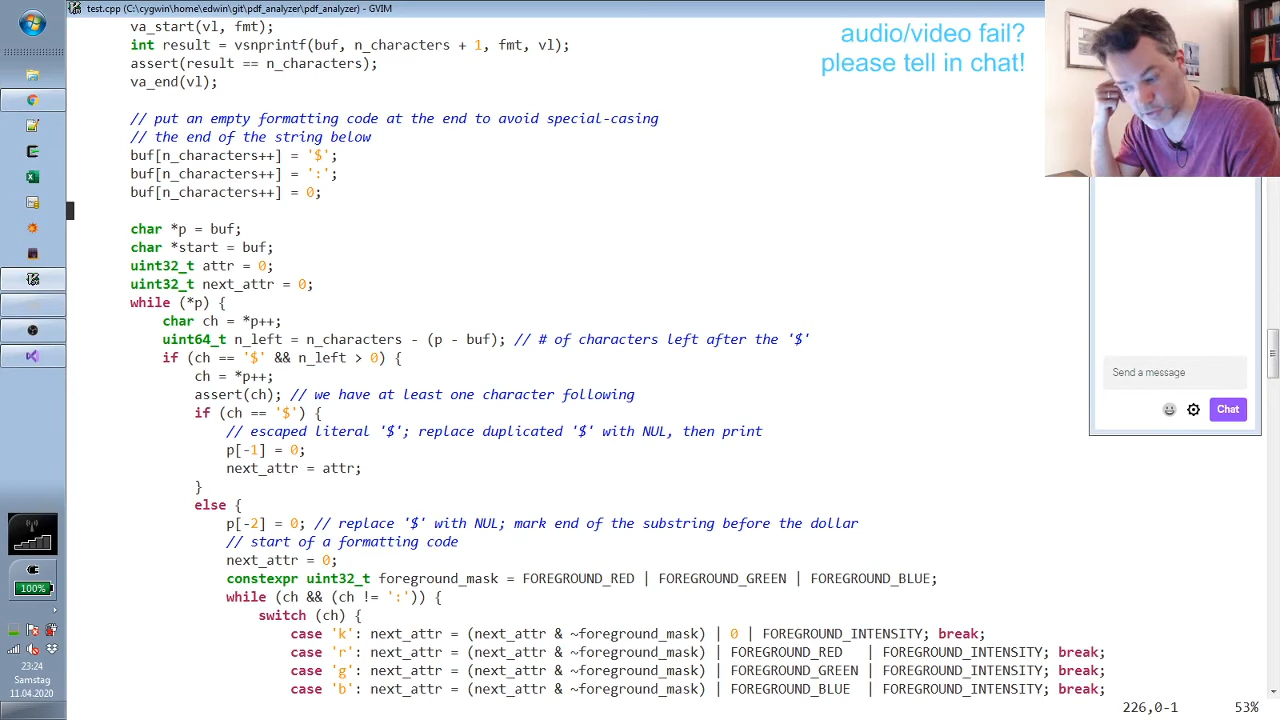 test.cpp (C:\cygwin\home\edwin\git\pdf_analyzer\pdf_analyzer) - GVIM
va_start(vl, fmt);
int result = vsnprintf(buf, n_characters + 1, fmt, vl);
assert(result == n_characters);
va_end(vl);
// put an empty formatting code at the end to avoid special-casing
// the end of the string below
buf[n_characters++] = '$';
buf[n_characters++] = ':';
buf[n_characters++] = 0;
char *p = buf;
char *start = buf;
uint32_t attr = 0;
uint32_t next_attr = 0;
while (*p) {
char ch = *p++;
uint64_t n_left = n_characters - (p - buf); // # of characters left after the '$'
if (ch == '$' && n_left > 0) {
ch = *p++;
assert(ch); // we have at least one character following
if (ch == '$') {
// escaped literal '$'; replace duplicated '$' with NUL, then print
p[-1] = 0;
next_attr = attr;
}
else {
p[-2] = 0; // replace '$' with NUL; mark end of the substring before the dollar
// start of a formatting code
next_attr = 0;
constexpr uint32_t foreground_mask = FOREGROUND_RED | FOREGROUND_GREEN | FOREGROUND_BLUE;
while (ch && (ch != ':')) {
switch (ch) {
case 'k': next_attr = (next_attr & ~foreground_mask) | 0 | FOREGROUND_INTENSITY; break;
case 'r': next_attr = (next_attr & ~foreground_mask) | FOREGROUND_RED | FOREGROUND_INTENSITY; break;
case 'g': next_attr = (next_attr & ~foreground_mask) | FOREGROUND_GREEN | FOREGROUND_INTENSITY; break;
case 'b': next_attr = (next_attr & ~foreground_mask) | FOREGROUND_BLUE | FOREGROUND_INTENSITY; break;
226,0-1 53%
audio/video fail?
please tell in chat!
Send a message
Chat
100%
23:24
Samstag
11.04.2020